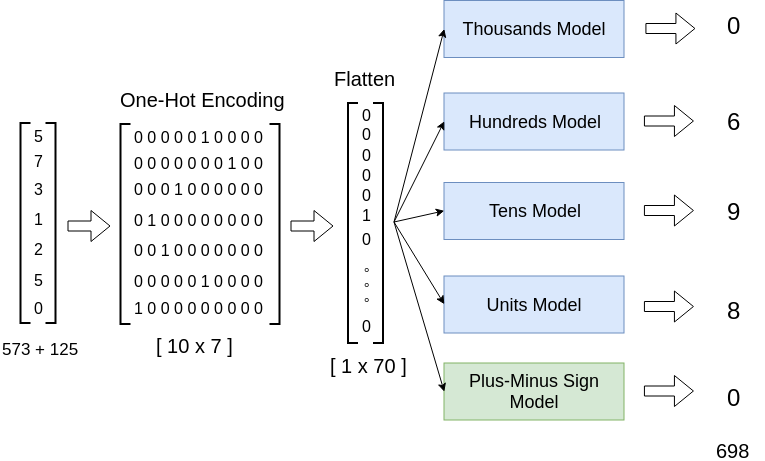 Thousands Model
0
Flatten
One-Hot Encoding
Hundreds Model
6
5
7
3
1
2
5
0
0 0 0 0 0 1 0 0 0 0
0 0 0 0 0 0 0 1 0 0
0 0 0 1 0 0 0 0 0 0
0 1 0 0 0 0 0 0 0 0
0 0 1 0 0 0 0 0 0 0
0 0 0 0 0 1 0 0 0 0
1 0 0 0 0 0 0 0 0 0
0
0
0
0
0
1
0
0
Tens Model
9
Units Model
8
573 + 125
[ 10 x 7 ]
[ 1 x 70 ]
Plus-Minus Sign
Model
0
698